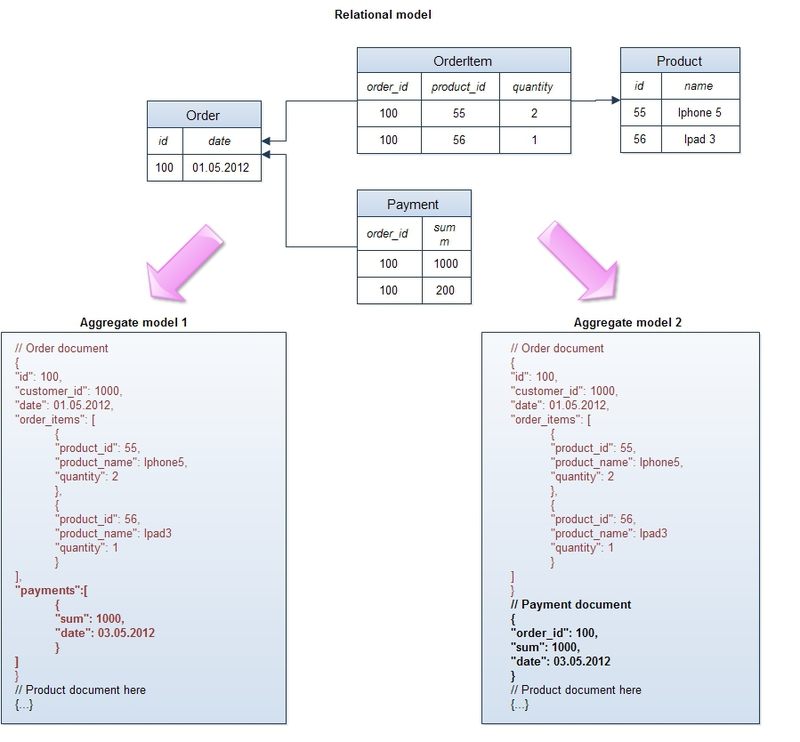 Relational model
OrderItem
order_id product_id quantity
100 55 2
100 56 1
Product
id name
55 Iphone 5
56 Ipad 3
Order
id date
100 01.05.2012
Payment
order_id sum
m
100 1000
100 200
Aggregate model 1
// Order document
{
"id": 100,
"customer_id": 1000,
"date": 01.05.2012,
"order_items": [
{
"product_id": 55,
"product_name": Iphone5,
"quantity": 2
},
{
"product_id": 56,
"product_name": Ipad3
"quantity": 1
}
],
"payments":[
{
"sum": 1000,
"date": 03.05.2012
}
]
}
// Product document here
{...}
Aggregate model 2
// Order document
{
"id": 100,
"customer_id": 1000,
"date": 01.05.2012,
"order_items": [
{
"product_id": 55,
"product_name": Iphone5,
"quantity": 2
},
{
"product_id": 56,
"product_name": Ipad3
"quantity": 1
}
]
}
// Payment document
{
"order_id": 100,
"sum": 1000,
"date": 03.05.2012
}
// Product document here
{...}